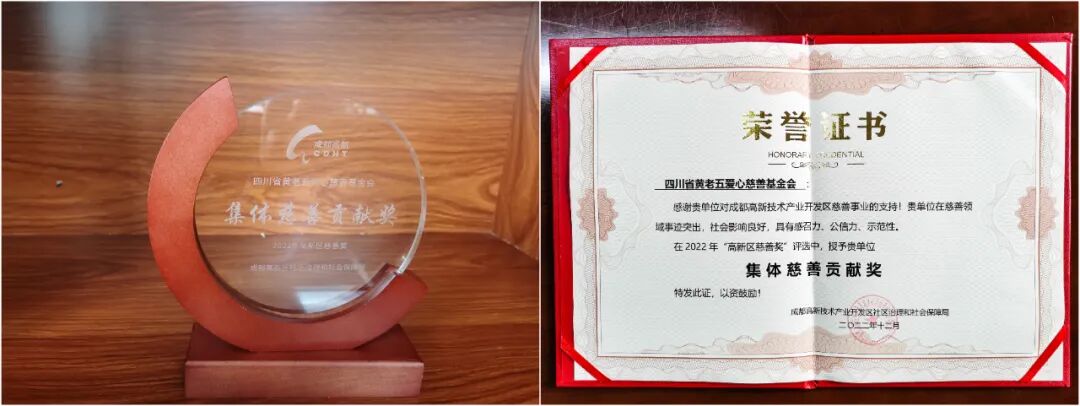 成都高新
CDHT
四川省黄老五爱心慈善基金会
集体慈善贡献奖
2022年高新区慈善奖
荣誉证书
HONORARY CREDENTIAL
四川省黄老五爱心慈善基金会：
感谢贵单位对成都高新技术产业开发区慈善事业的支持！贵单位在慈善领
域事迹突出，社会影响良好，具有感召力、公信力、示范性。
在 2022 年“高新区慈善奖”评选中，授予贵单位
集体慈善贡献奖
特发此证，以资鼓励！
成都高新技术产业开发区社区治理和社会保障局
二〇二二年十二月